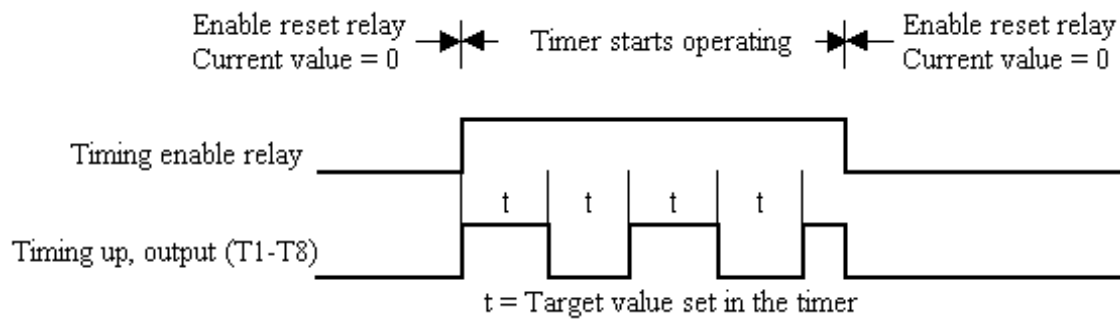 Enable reset relay
Current value = 0
Timer starts operating
Enable reset relay
Current value = 0
Timing enable relay
t
t
t
t
Timing up, output (T1-T8)
t = Target value set in the timer